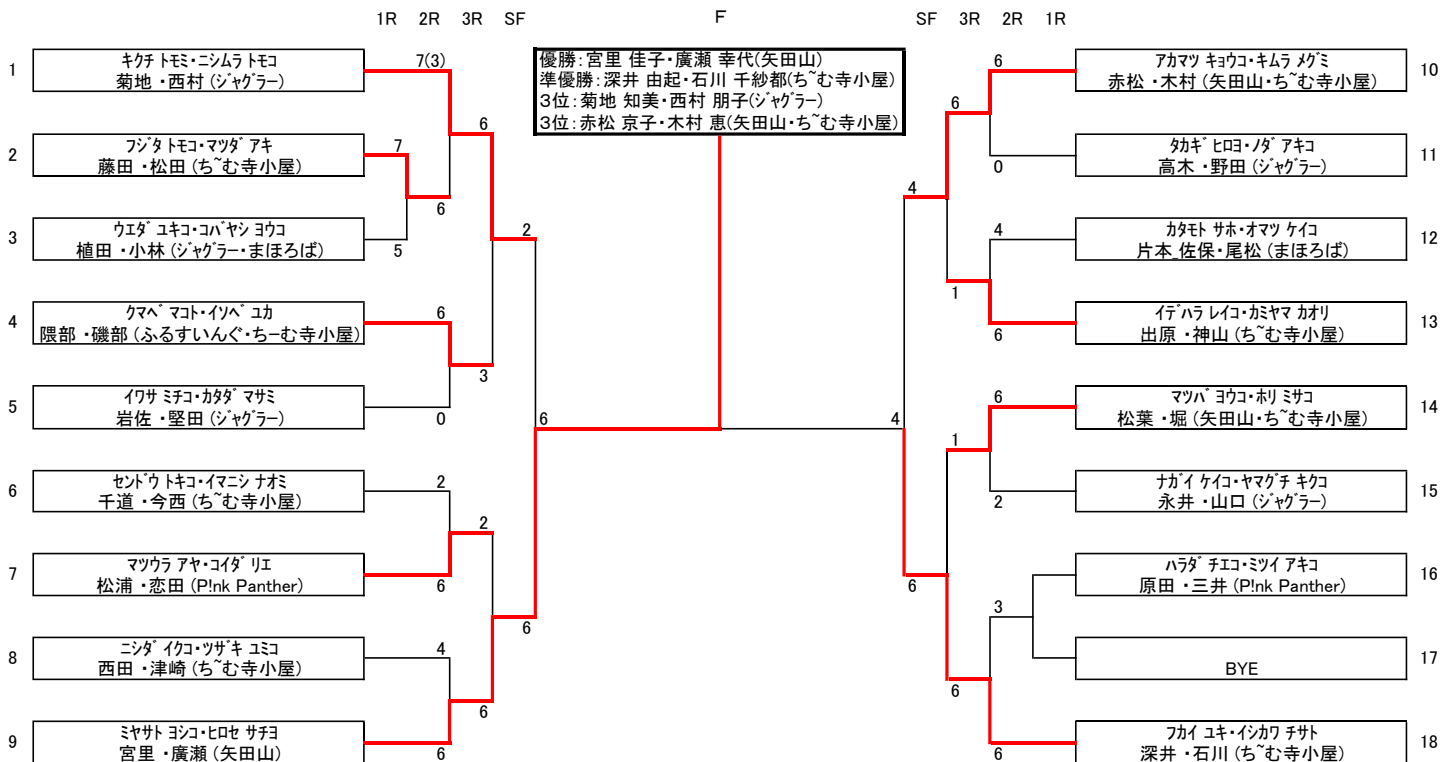 1R 2R 3R SF F SF 3R 2R 1R
優勝:宮里 佳子・廣瀬 幸代(矢田山)
準優勝:深井 由起・石川 千紗都(ち~む寺小屋)
3位:菊地 知美・西村 朋子(ジャグラー)
3位:赤松 京子・木村 恵(矢田山・ち~む寺小屋)
1
キクチ トモミ・ニシムラ トモコ
菊地 ・西村 (ジャグラー)
7(3)
2
フジタ トモコ・マツダ アキ
藤田 ・松田 (ち~む寺小屋)
7
6
6
3
ウエダ ユキコ・コバヤシ ヨウコ
植田 ・小林 (ジャグラー・まほろば)
5
2
4
クマベ マコト・イソベ ユカ
隈部 ・磯部 (ふるすいんぐ・ちーむ寺小屋)
6
3
5
イワサ ミチコ・カタダ マサミ
岩佐 ・堅田 (ジャグラー)
0
6
6
センドウ トキコ・イマニシ ナオミ
千道 ・今西 (ち~む寺小屋)
2
2
7
マツウラ アヤ・コイダ リエ
松浦 ・恋田 (P!nk Panther)
6
6
8
ニシダ イクコ・ツザキ ユミコ
西田 ・津崎 (ち~む寺小屋)
4
6
9
ミヤサト ヨシコ・ヒロセ サチヨ
宮里 ・廣瀬 (矢田山)
6
6
アカマツ キョウコ・キムラ メグミ
赤松 ・木村 (矢田山・ち~む寺小屋)
10
6
0
タカギ ヒロヨ・ノダ アキコ
高木 ・野田 (ジャグラー)
11
4
4
カタモト サホ・オマツ ケイコ
片本_佐保・尾松 (まほろば)
12
1
6
イデハラ レイコ・カミヤマ カオリ
出原 ・神山 (ち~む寺小屋)
13
4
6
マツバ ヨウコ・ホリ ミサコ
松葉 ・堀 (矢田山・ち~む寺小屋)
14
1
2
ナガイ ケイコ・ヤマグチ キクコ
永井 ・山口 (ジャグラー)
15
6
3
ハラダ チエコ・ミツイ アキコ
原田 ・三井 (P!nk Panther)
16
BYE
17
6
6
フカイ ユキ・イシカワ チサト
深井 ・石川 (ち~む寺小屋)
18